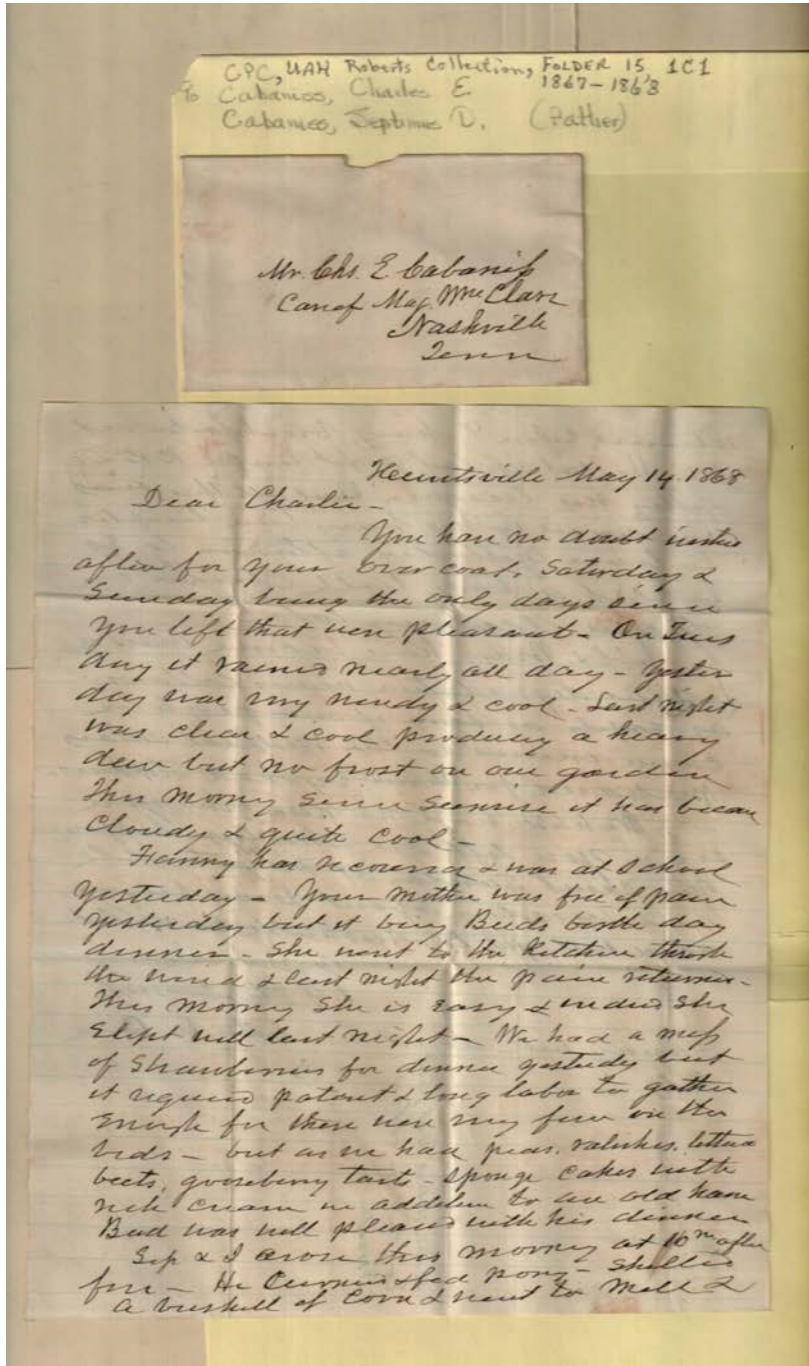 CPC, UAH Roberts Collection, FOLDER 15 1C1
to Cabaniss, Charles E. 1867-1868
Cabaniss, Septimus D. (Father)
Mr. Chs. E Cabaniss
Care of Maj. Wm Clare
Nashville
Tenn
Huntsville May 14. 1868
Dear Charlie -
You have no doubt wished
often for your over coat. Saturday &
Sunday being the only days since
you left that were pleasant - On Tues
day it rained nearly all day - Yester
day was very windy & cool - Last night
was clear & cool producing a heavy
dew but no frost on our garden
This morning since sunrise it has become
cloudy & quite cool -
Fanny has recovered & was at School
yesterday - Your mother was free of pain
yesterday but it being Buds birth day
dinner - She went to the Kitchen through
the wind & last night the pain returned -
This morning she is easy & indeed she
slept well last night - We had a mess
of Strawberries for dinner yesterday but
it required patient & long labor to gather
enough for there were very few on the
beds - but as we had peas, radishes, lettuce
beets, gooseberry tarts - sponge cakes with
rich cream in addition to an old ham
Bud was well pleased with his dinner
Sep & I arose this morning at 10 m after
five - He Curried & fed pony - Shelled
a bushell of Corn & went to Mill &